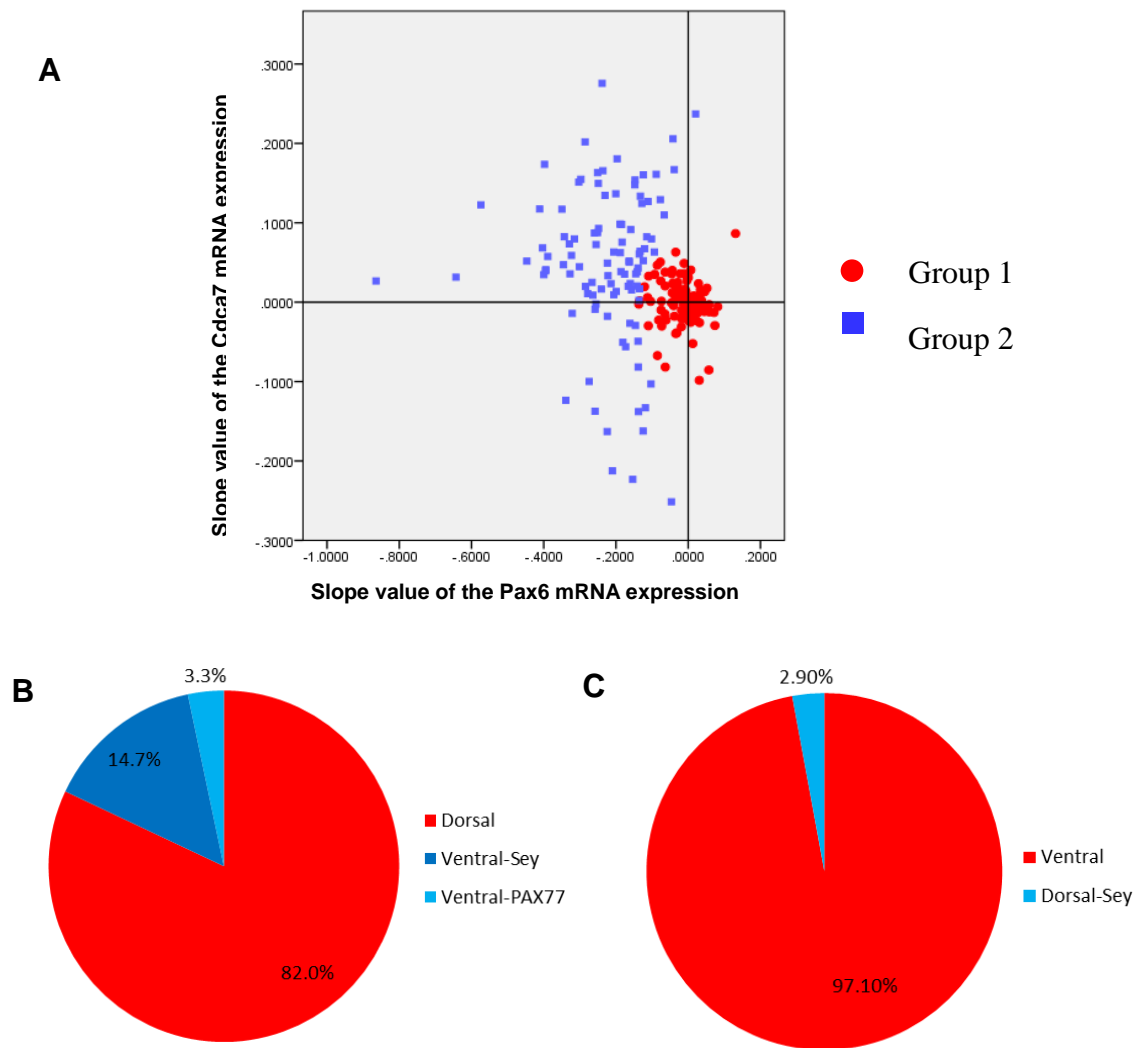 A
Slope value of the Cdca7 mRNA expression
.3000
.2000
.1000
.0000
-.1000
-.2000
-.3000
-1.0000 -.8000 -.6000 -.4000 -.2000 .0000 .2000
Slope value of the Pax6 mRNA expression
Group 1
Group 2
B
3.3%
14.7%
82.0%
Dorsal
Ventral-Sey
Ventral-PAX77
C
2.90%
97.10%
Ventral
Dorsal-Sey